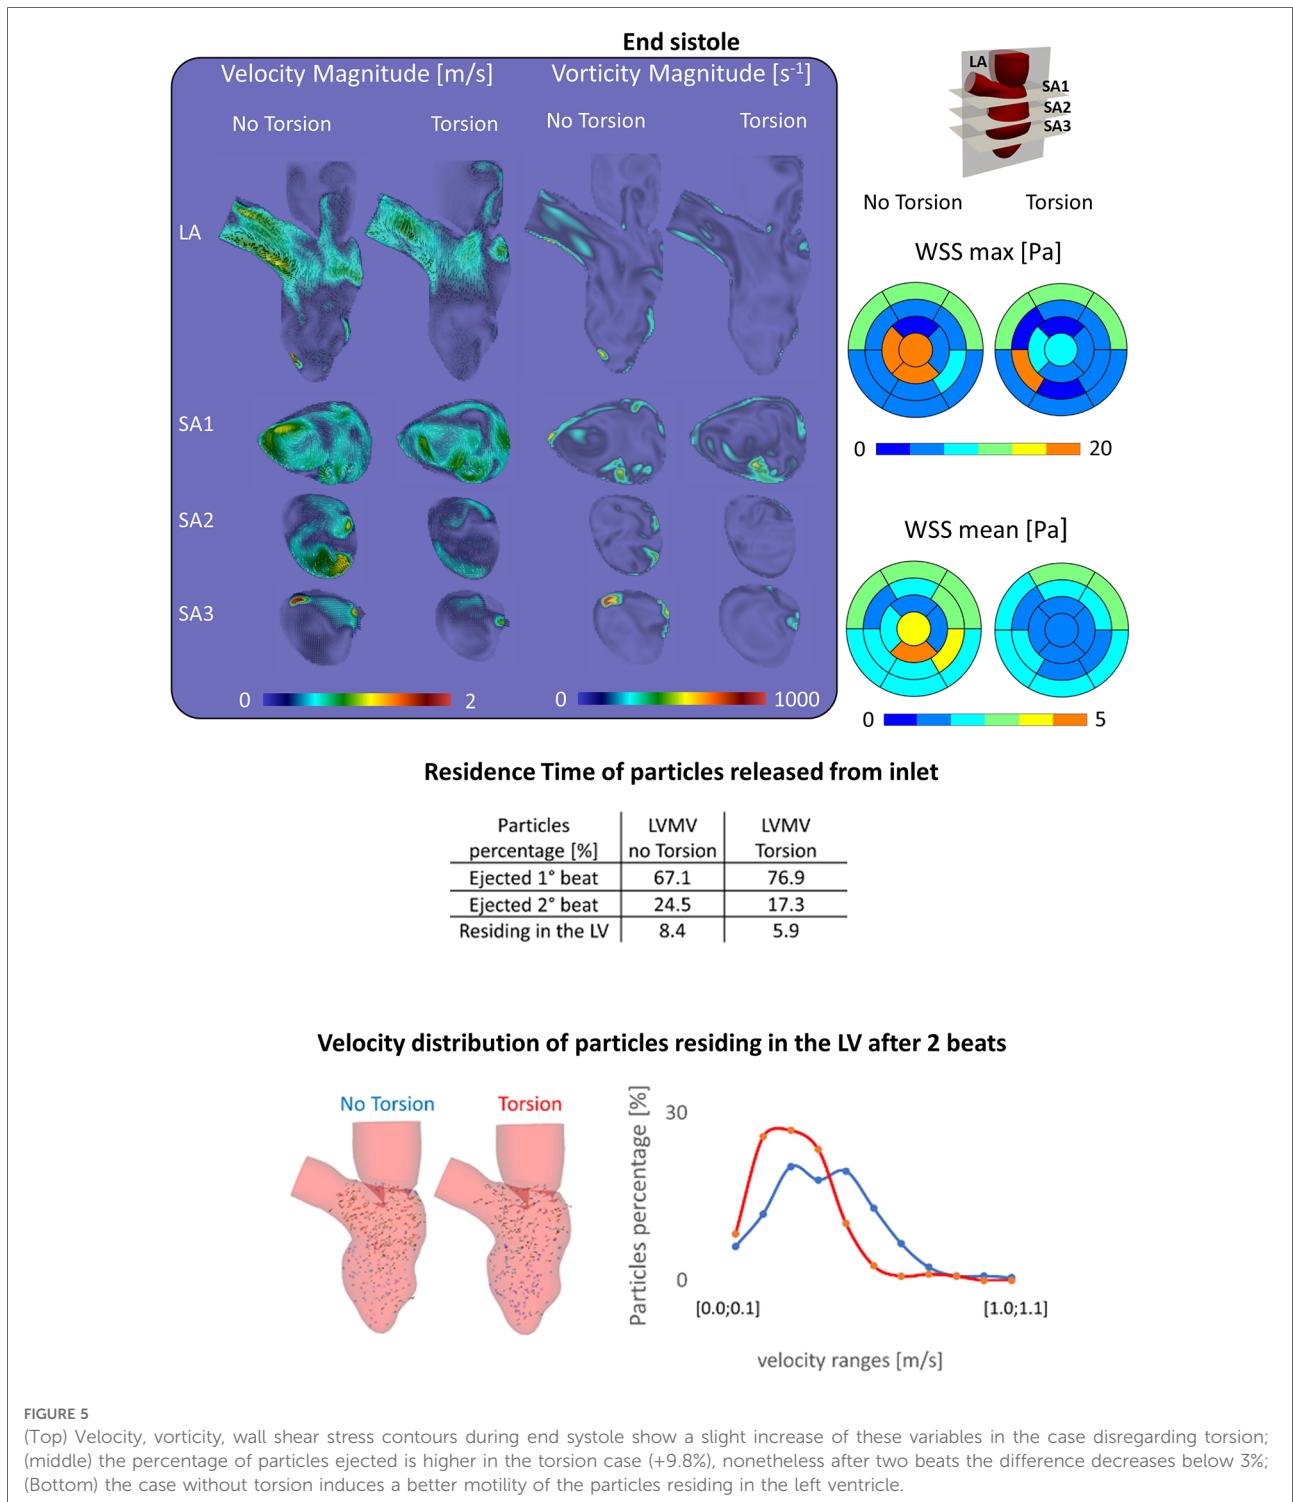 End sistole
Velocity Magnitude [m/s]
Vorticity Magnitude [s-1]
No Torsion
Torsion
No Torsion
Torsion
LA
SA1
SA2
SA3
0
2
0
1000
LA
SA1
SA2
SA3
No Torsion
Torsion
WSS max [Pa]
0
20
WSS mean [Pa]
0
5
Residence Time of particles released from inlet
Particles percentage [%] LVMV no Torsion LVMV Torsion
Ejected 1° beat 67.1 76.9
Ejected 2° beat 24.5 17.3
Residing in the LV 8.4 5.9
Velocity distribution of particles residing in the LV after 2 beats
No Torsion
Torsion
Particles percentage [%]
30
0
[0.0;0.1]
[1.0;1.1]
velocity ranges [m/s]
FIGURE 5
(Top) Velocity, vorticity, wall shear stress contours during end systole show a slight increase of these variables in the case disregarding torsion;
(middle) the percentage of particles ejected is higher in the torsion case (+9.8%), nonetheless after two beats the difference decreases below 3%;
(Bottom) the case without torsion induces a better motility of the particles residing in the left ventricle.